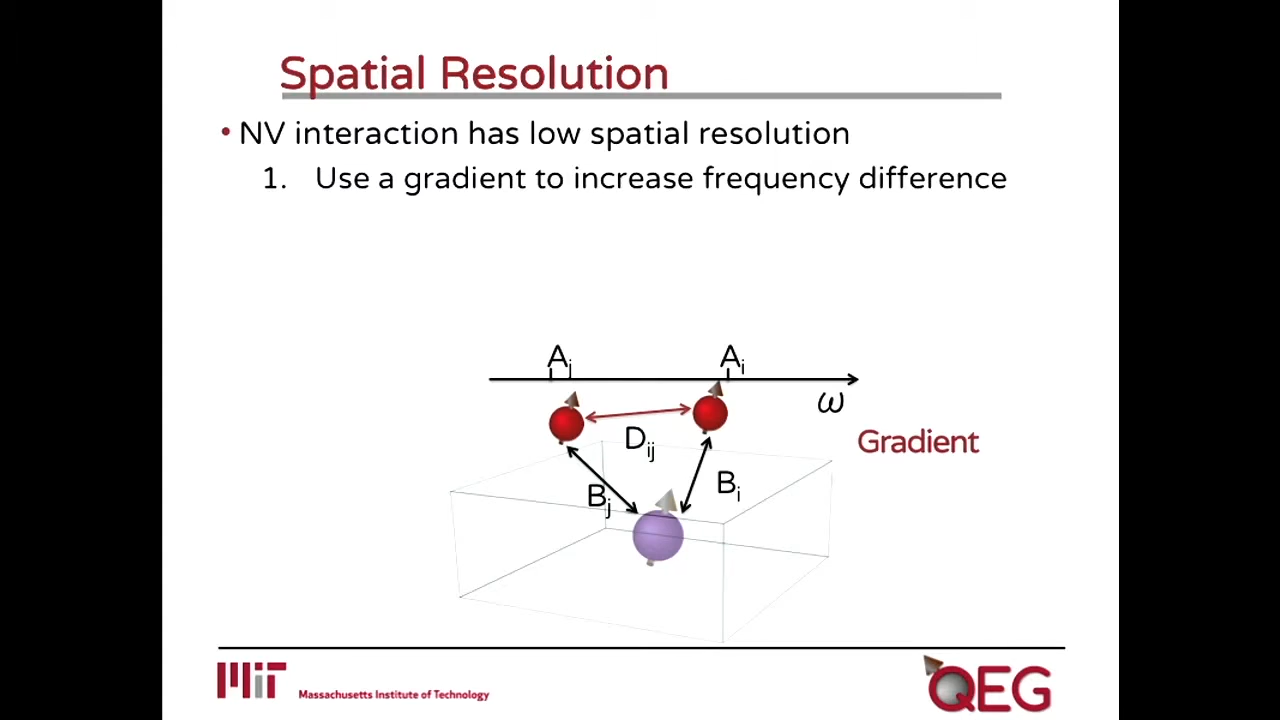 Spatial Resolution
• NV interaction has low spatial resolution
1. Use a gradient to increase frequency difference
Aj Ai
ω
Dij
Gradient
Bj Bi
MIT Massachusetts Institute of Technology
QEG